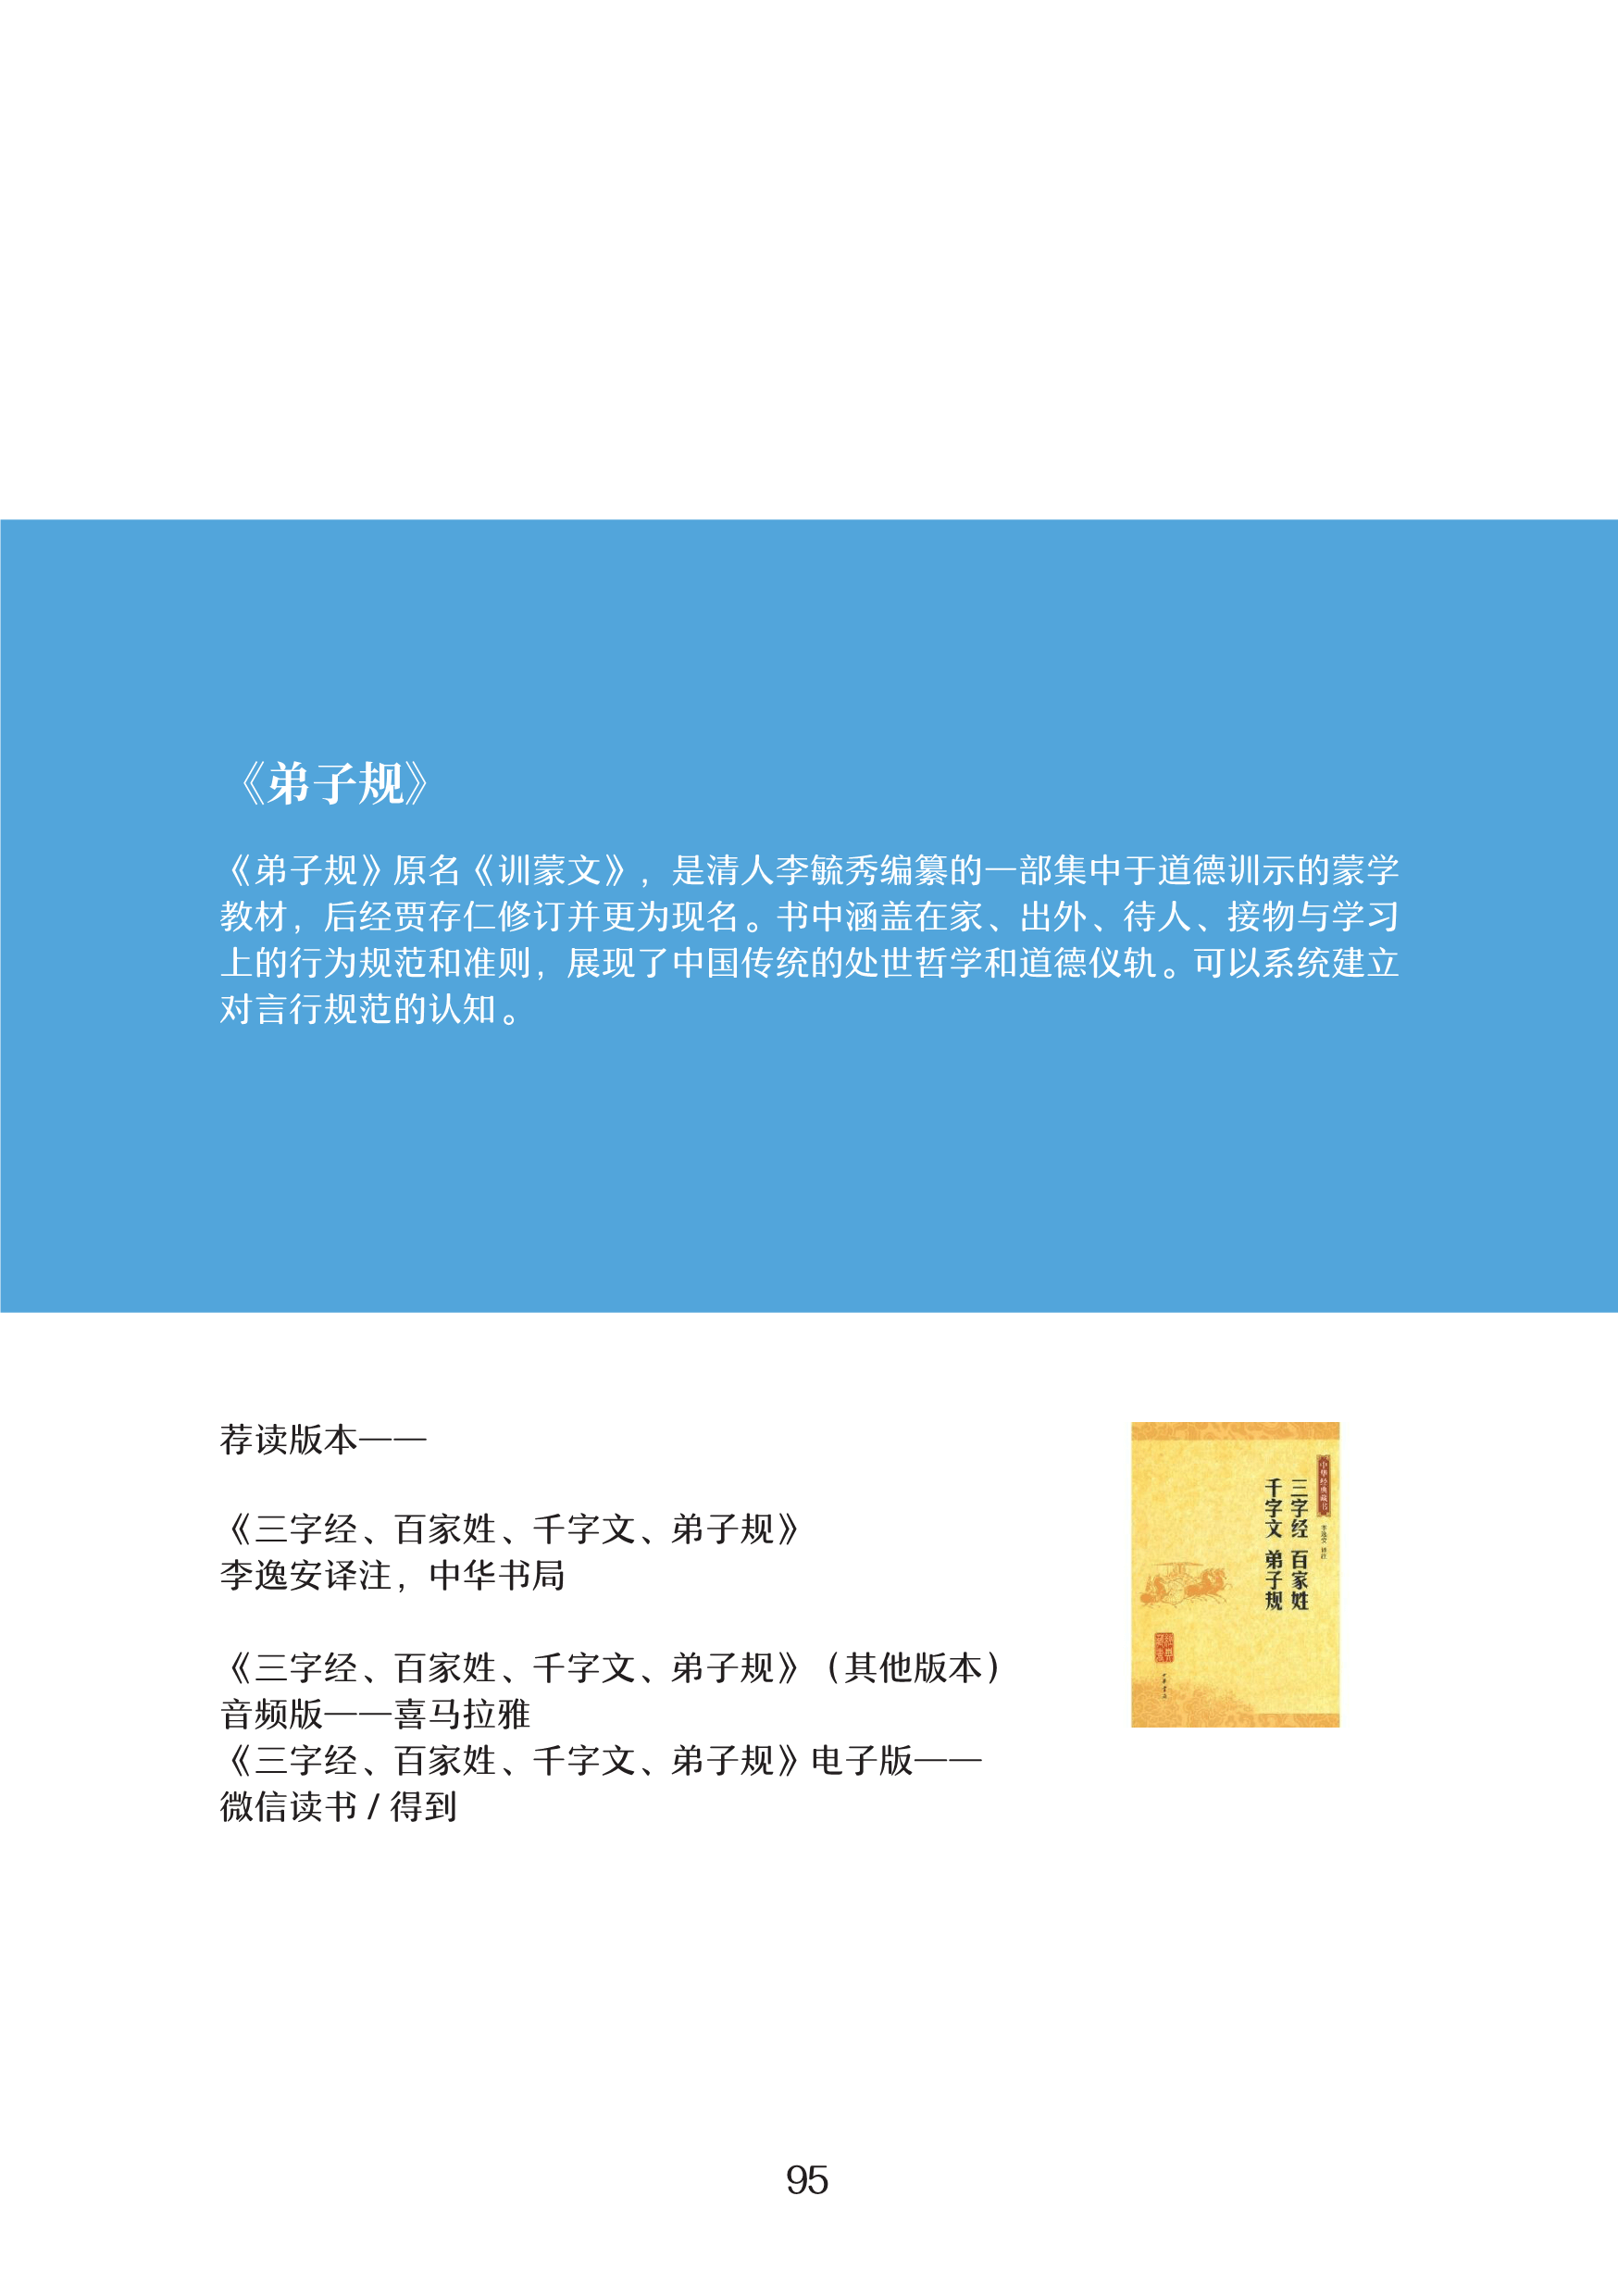 《弟子规》
《弟子规》原名《训蒙文》，是清人李毓秀编纂的一部集中于道德训示的蒙学
教材，后经贾存仁修订并更为现名。书中涵盖在家、出外、待人、接物与学习
上的行为规范和准则，展现了中国传统的处世哲学和道德仪轨。可以系统建立
对言行规范的认知。
荐读版本——
《三字经、百家姓、千字文、弟子规》
李逸安译注，中华书局
《三字经、百家姓、千字文、弟子规》（其他版本）
音频版——喜马拉雅
《三字经、百家姓、千字文、弟子规》电子版——
微信读书 / 得到
中华经典藏书
李逸安 译注
三字经 百家姓
千字文 弟子规
中华书局
95